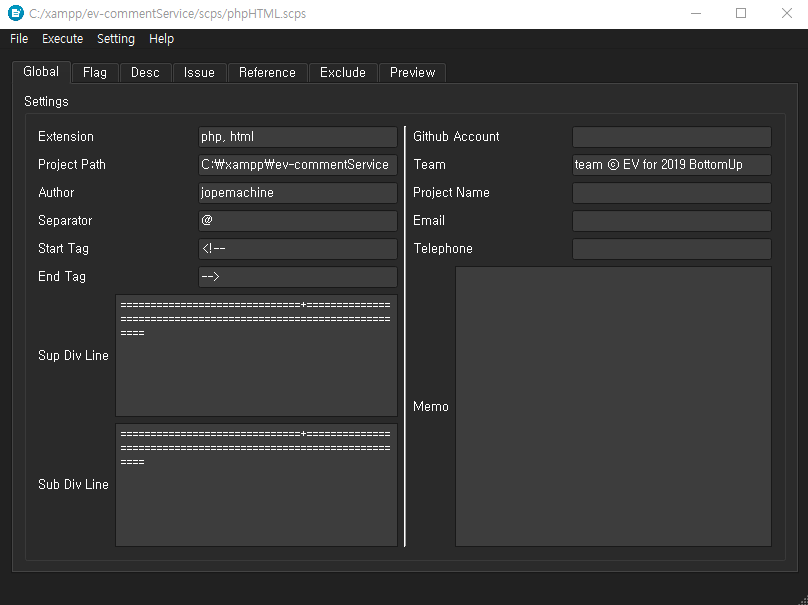 C:/xampp/ev-commentService/scps/phpHTML.scps
File Execute Setting Help
Global Flag Desc Issue Reference Exclude Preview
Settings
Extension php, html
Project Path C:₩xampp₩ev-commentService
Author jopemachine
Separator @
Start Tag <!--
End Tag -->
Sup Div Line
==============================+==============
=============================================
====
Sub Div Line
==============================+==============
=============================================
====
Github Account
Team team ⓒ EV for 2019 BottomUp
Project Name
Email
Telephone
Memo